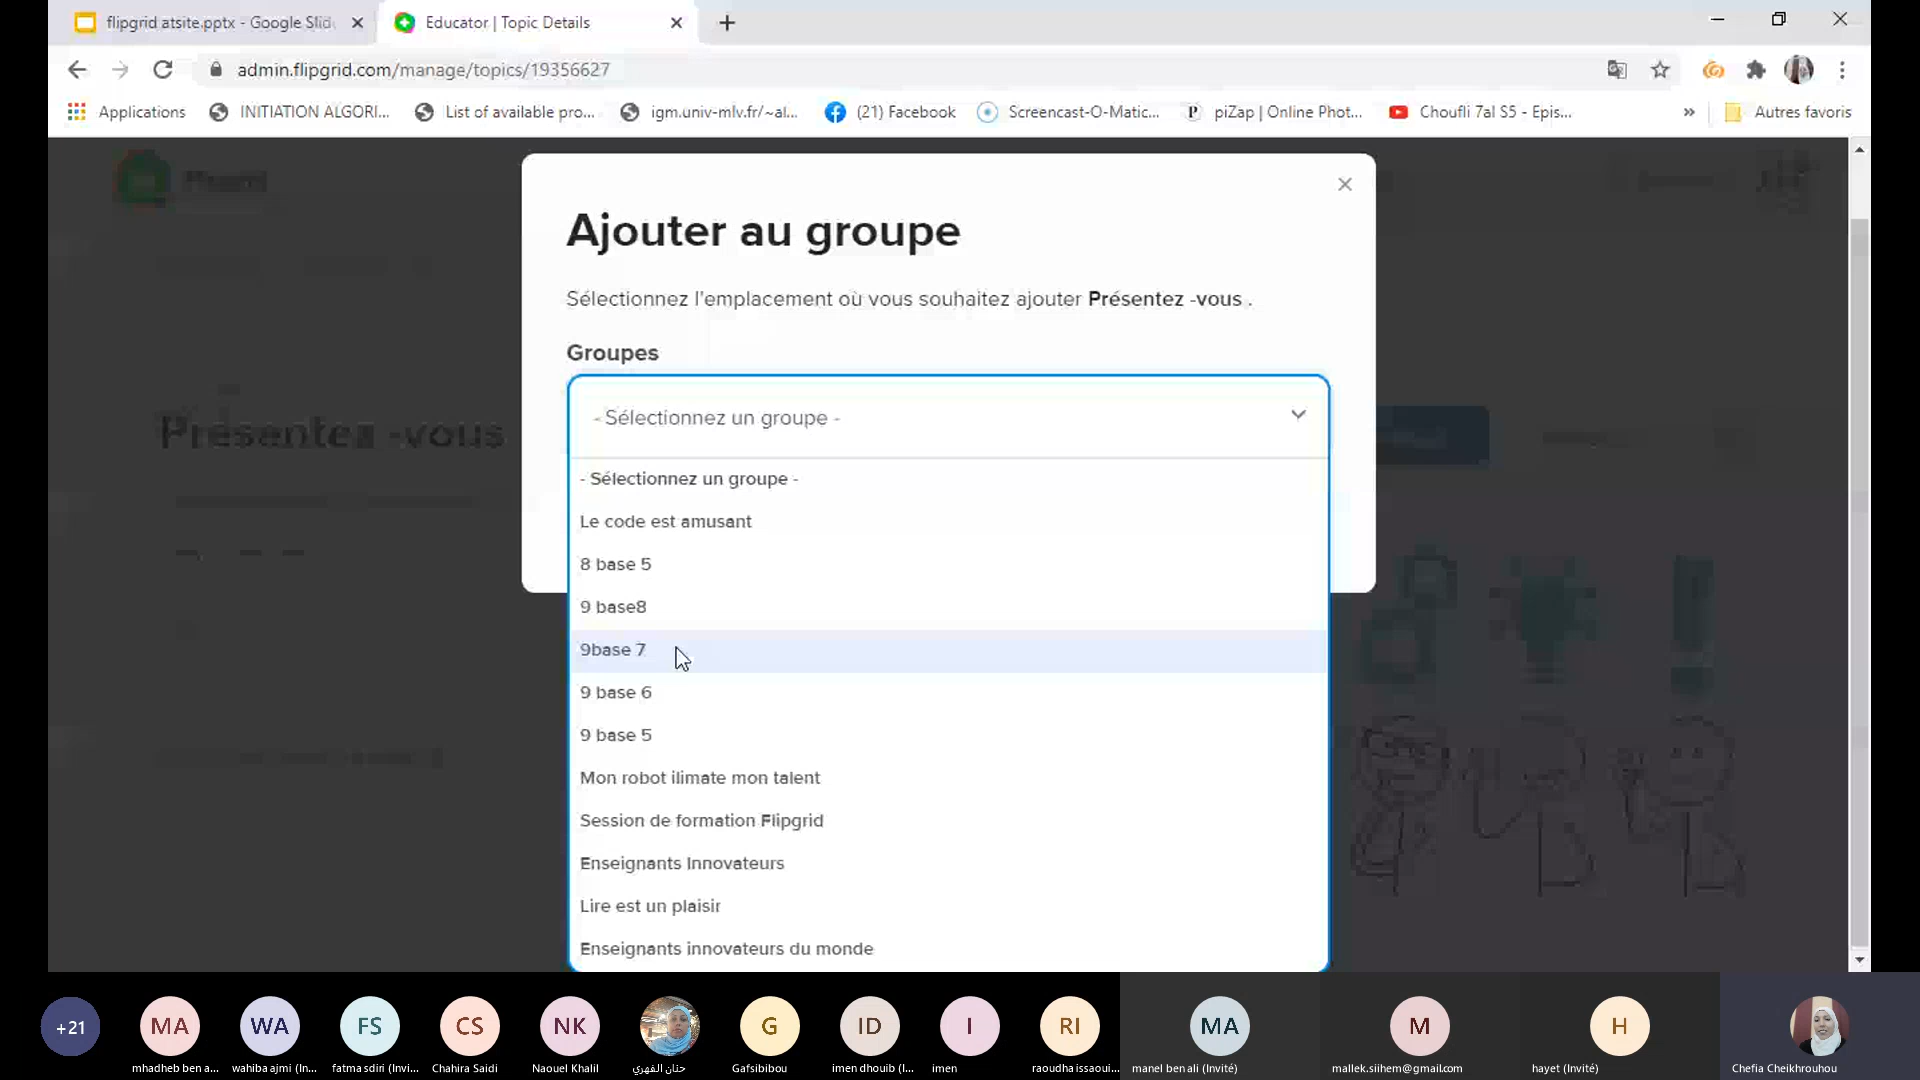 flipgrid atsite.pptx - Google Slid
Educator | Topic Details
admin.flipgrid.com/manage/topics/19356627
Applications
INITIATION ALGORI...
List of available pro...
igm.univ-mlv.fr/~al...
(21) Facebook
Screencast-O-Matic...
piZap | Online Phot...
Choufli 7al S5 - Epis...
»
Autres favoris
Ajouter au groupe
Sélectionnez l'emplacement où vous souhaitez ajouter Présentez -vous .
Groupes
- Sélectionnez un groupe -
Présentez -vous
- Sélectionnez un groupe -
Le code est amusant
8 base 5
9 base8
9base 7
9 base 6
9 base 5
Mon robot ilimate mon talent
Session de formation Flipgrid
Enseignants Innovateurs
Lire est un plaisir
Enseignants innovateurs du monde
+21
MA
WA
FS
CS
NK
G
ID
I
RI
MA
M
H
mhadheb ben a...
wahiba ajmi (In...
fatma sdiri (Invi...
Chahira Saidi
Naouel Khalil
حنان الفهري
Gafsibibou
imen dhouib (I...
imen
raoudha issaoui...
manel ben ali (Invité)
mallek.siihem@gmail.com
hayet (Invité)
Chefia Cheikhrouhou